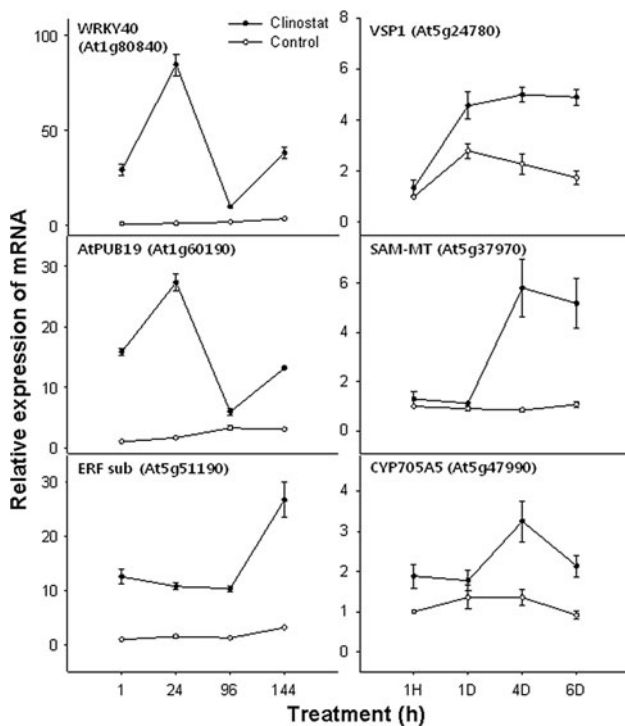 Relative expression of mRNA
WRKY40
(At1g80840)
Clinostat
Control
100
50
0
VSP1 (At5g24780)
8
6
4
2
0
AtPUB19 (At1g60190)
30
20
10
0
SAM-MT (At5g37970)
6
4
2
0
ERF sub (At5g51190)
30
20
10
0
1 24 96 144
CYP705A5 (At5g47990)
4
3
2
1
0
1H 1D 4D 6D
Treatment (h)